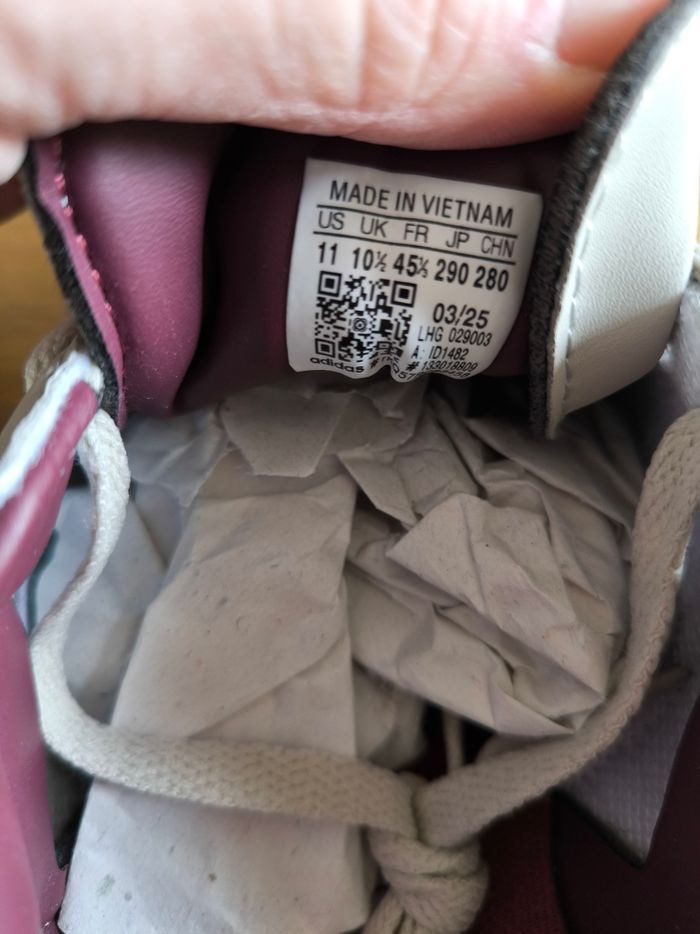 MADE IN VIETNAM
US UK FR JP CHN
11 10½ 45⅓ 290 280
03/25
LHG 029003
A: ID1482
#133018809
adidas